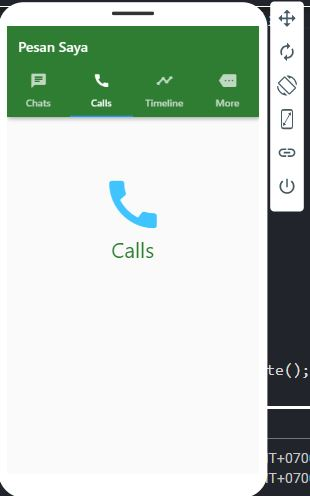 Pesan Saya
Chats Calls Timeline More
Calls
te();
T+070
T+070